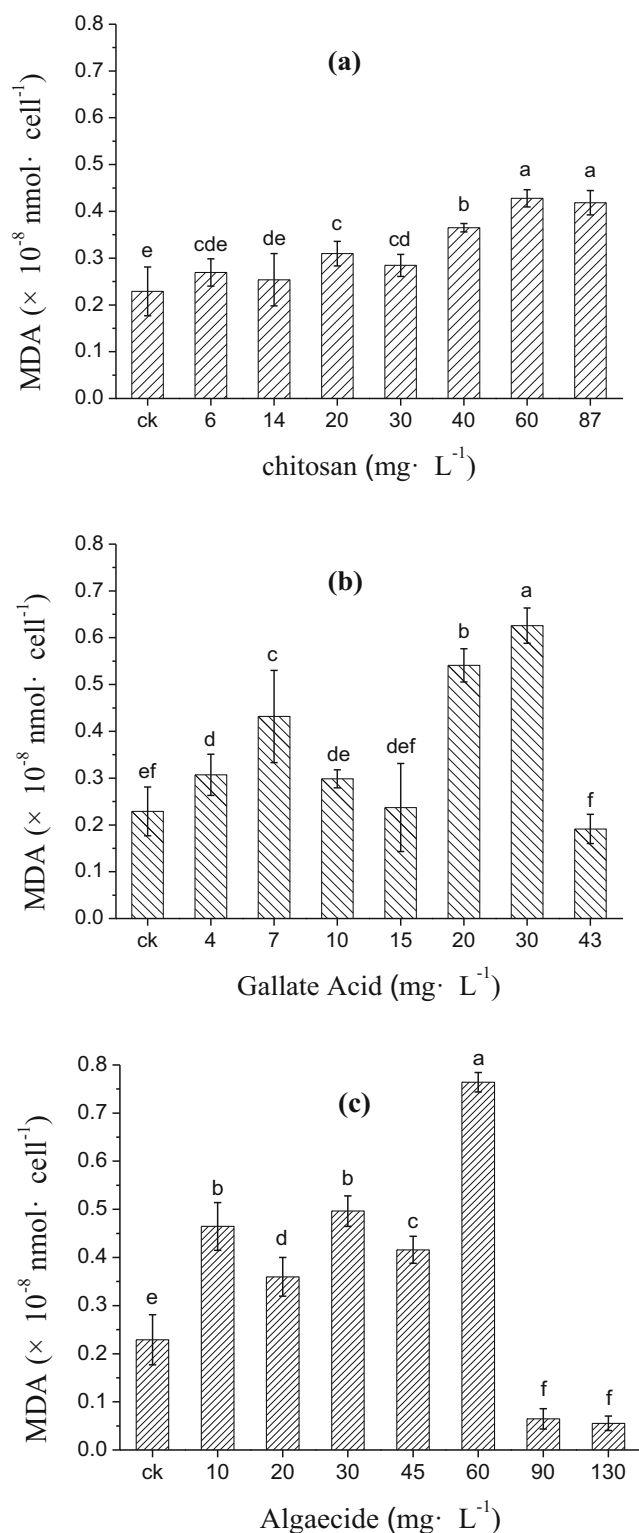 (a)
MDA (× 10⁻⁸ nmol· cell⁻¹)
0.8
0.7
0.6
0.5
0.4
0.3
0.2
0.1
0.0
e cde de c cd b a a
ck 6 14 20 30 40 60 87
chitosan (mg· L⁻¹)
(b)
MDA (× 10⁻⁸ nmol· cell⁻¹)
0.8
0.7
0.6
0.5
0.4
0.3
0.2
0.1
0.0
ef d c de def b a f
ck 4 7 10 15 20 30 43
Gallate Acid (mg· L⁻¹)
(c)
MDA (× 10⁻⁸ nmol· cell⁻¹)
0.8
0.7
0.6
0.5
0.4
0.3
0.2
0.1
0.0
e b d b c a f f
ck 10 20 30 45 60 90 130
Algaecide (mg· L⁻¹)